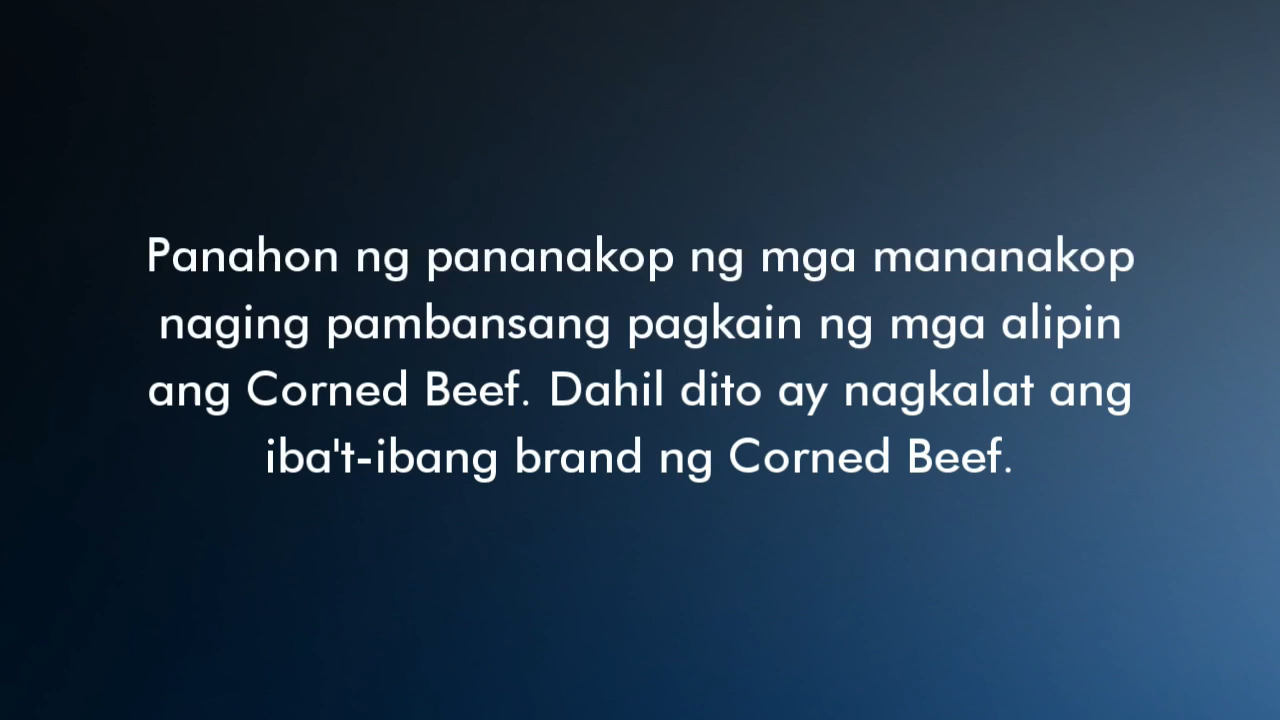 Panahon ng pananakop ng mga mananakop
naging pambansang pagkain ng mga alipin
ang Corned Beef. Dahil dito ay nagkalat ang
iba't-ibang brand ng Corned Beef.